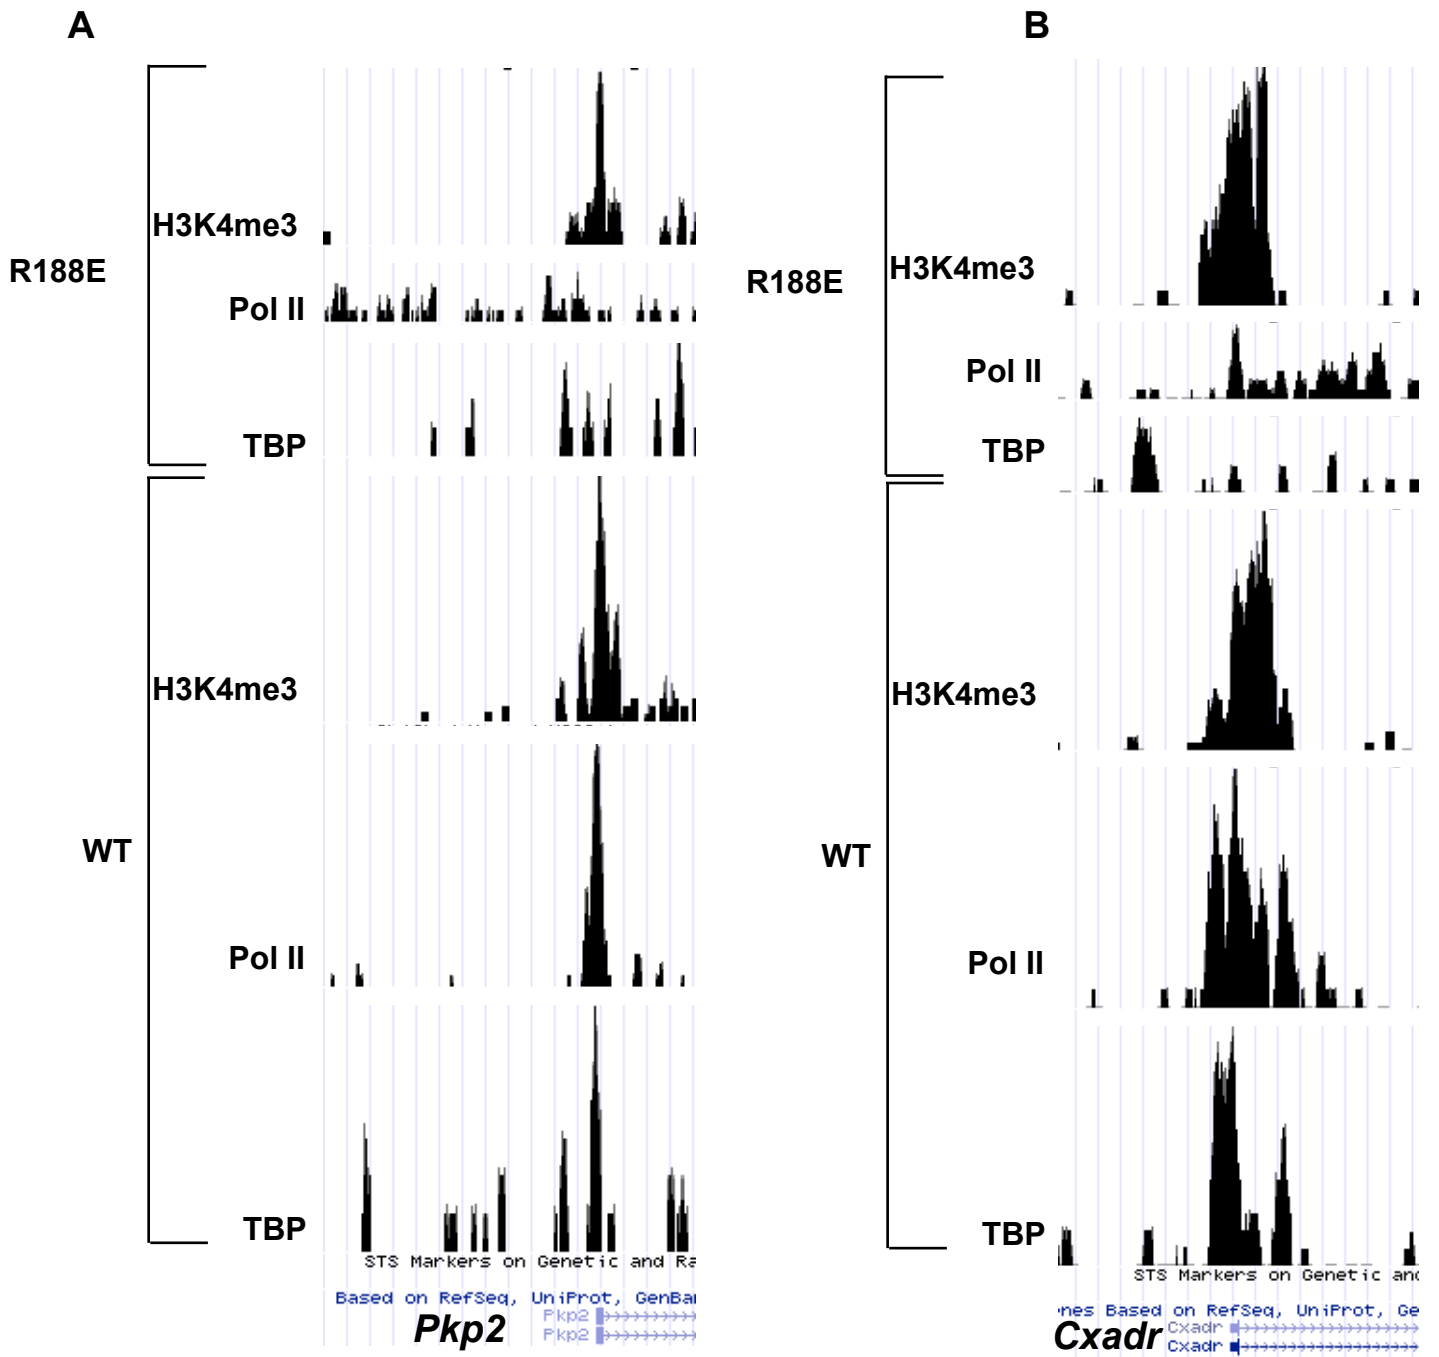 A
B
R188E
H3K4me3
Pol II
TBP
WT
H3K4me3
Pol II
TBP
STS Markers on Genetic and Ra
Based on RefSeq, UniProt, GenBa
Pkp2
Pkp2
Pkp2
R188E
H3K4me3
Pol II
TBP
WT
H3K4me3
Pol II
TBP
STS Markers on Genetic and
nes Based on RefSeq, UniProt, Ge
Cxadr
Cxadr
Cxadr